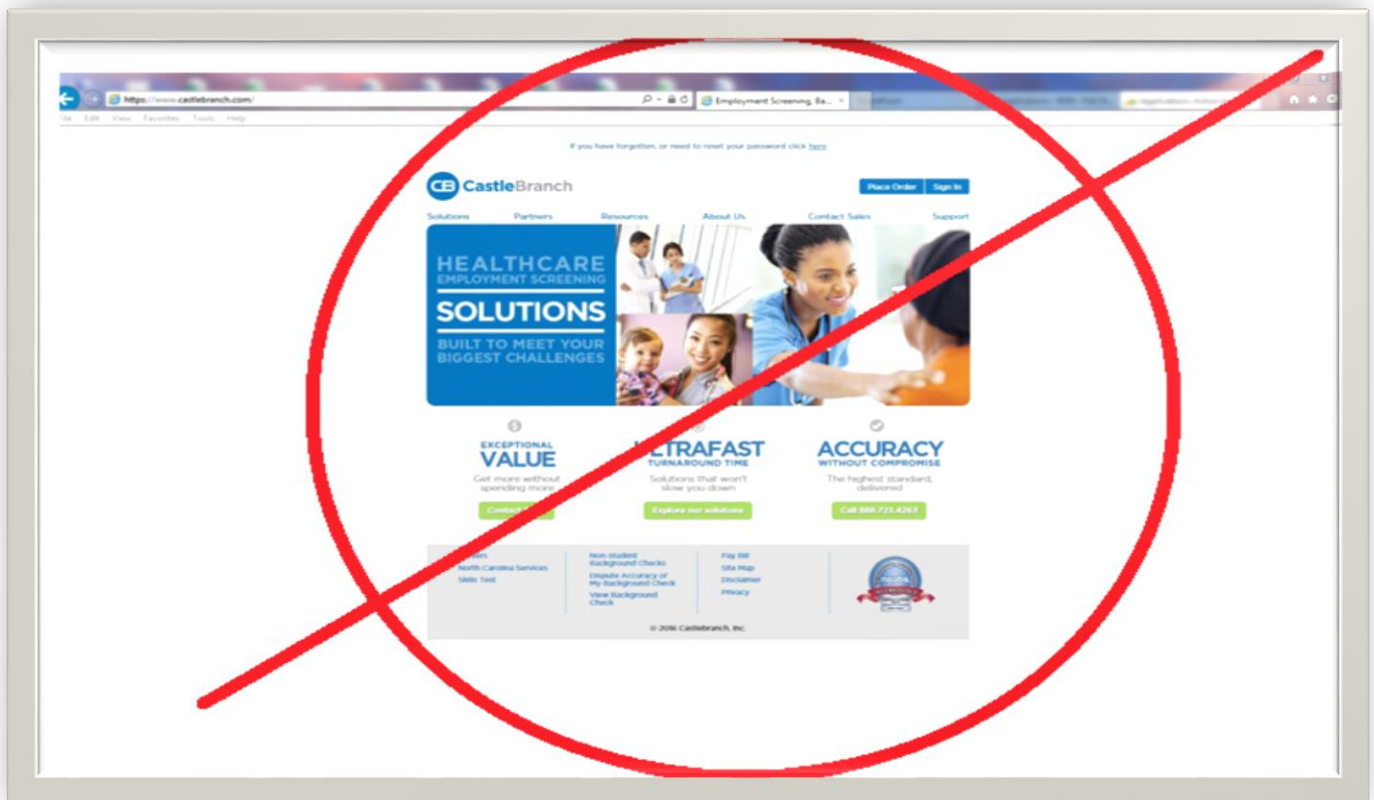 https://www.castlebranch.com/
Employment Screening, Ba...
File Edit View Favorites Tools Help
If you have forgotten, or need to reset your password click here
CB CastleBranch
Place Order Sign In
Solutions Partners Resources About Us Contact Sales Support
HEALTHCARE
EMPLOYMENT SCREENING
SOLUTIONS
BUILT TO MEET YOUR
BIGGEST CHALLENGES
EXCEPTIONAL
VALUE
Get more without
spending more
Contact
ULTRAFAST
TURNAROUND TIME
Solutions that won't
slow you down
Explore our solutions
ACCURACY
WITHOUT COMPROMISE
The highest standard,
delivered
Call 888.723.4263
North Carolina Services
Skills Test
Non-student
Background Checks
Dispute Accuracy of
My Background Check
View Background
Check
Pay Bill
Site Map
Disclaimer
Privacy
© 2016 Castlebranch, Inc.